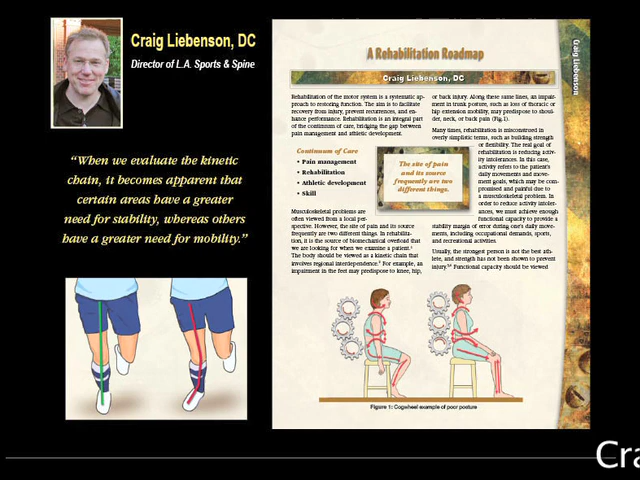 Craig Liebenson, DC
Director of L.A. Sports & Spine
“When we evaluate the kinetic
chain, it becomes apparent that
certain areas have a greater
need for stability, whereas others
have a greater need for mobility.”
A Rehabilitation Roadmap
Craig Liebenson, DC
Rehabilitation of the motor system is a systematic ap-
proach to restoring function. The aim is to facilitate
recovery from injury, prevent recurrences, and en-
hance performance. Rehabilitation is an integral part
of the continuum of care, bridging the gap between
pain management and athletic development.
Continuum of Care
• Pain management
• Rehabilitation
• Athletic development
• Skill
Musculoskeletal problems are
often viewed from a local per-
spective. However, the site of pain and its source
frequently are two different things. In rehabilita-
tion, it is the source of biomechanical overload that
we are looking for when we examine a patient.
The body should be viewed as a kinetic chain that
involves regional interdependence. For example, an
impairment in the feet may predispose to knee, hip,
The site of pain
and its source
frequently are two
different things.
or back injury. Along these same lines, an impair-
ment in trunk posture, such as loss of thoracic or
hip extension mobility, may predispose to shoul-
der, neck, or back pain (Fig.1).
Many times, rehabilitation is misconstrued in
overly simplistic terms, such as building strength
or flexibility. The real goal of
rehabilitation is reducing activ-
ity intolerances. In this case,
activity refers to the patient's
daily movements and move-
ment goals, which may be com-
promised and painful due to
a musculoskeletal problem. In
order to reduce activity intoler-
ances, we must achieve enough
functional capacity to provide a
stability margin of error during one's daily move-
ments, including occupational demands, sports,
and recreational activities.
Usually, the strongest person is not the best ath-
lete, and strength has not been shown to prevent
injury. Functional capacity should be viewed
Figure 1: Cogwheel example of poor posture
Craig Liebenson
Cra